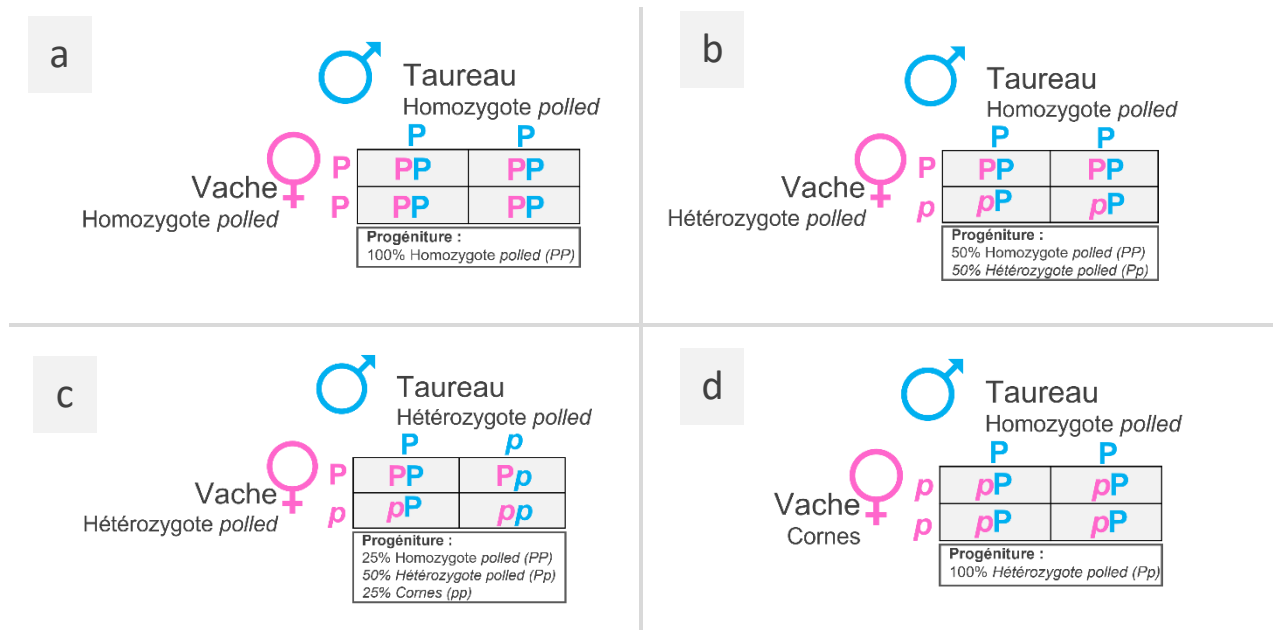 a
Taureau
Homozygote polled
P P
Vache
Homozygote polled
P PP PP
P PP PP
Progéniture :
100% Homozygote polled (PP)
b
Taureau
Homozygote polled
P P
Vache
Hétérozygote polled
P PP PP
p pP pP
Progéniture :
50% Homozygote polled (PP)
50% Hétérozygote polled (Pp)
c
Taureau
Hétérozygote polled
P p
Vache
Hétérozygote polled
P PP Pp
p pP pp
Progéniture :
25% Homozygote polled (PP)
50% Hétérozygote polled (Pp)
25% Cornes (pp)
d
Taureau
Homozygote polled
P P
Vache
Cornes
p pP pP
p pP pP
Progéniture :
100% Hétérozygote polled (Pp)